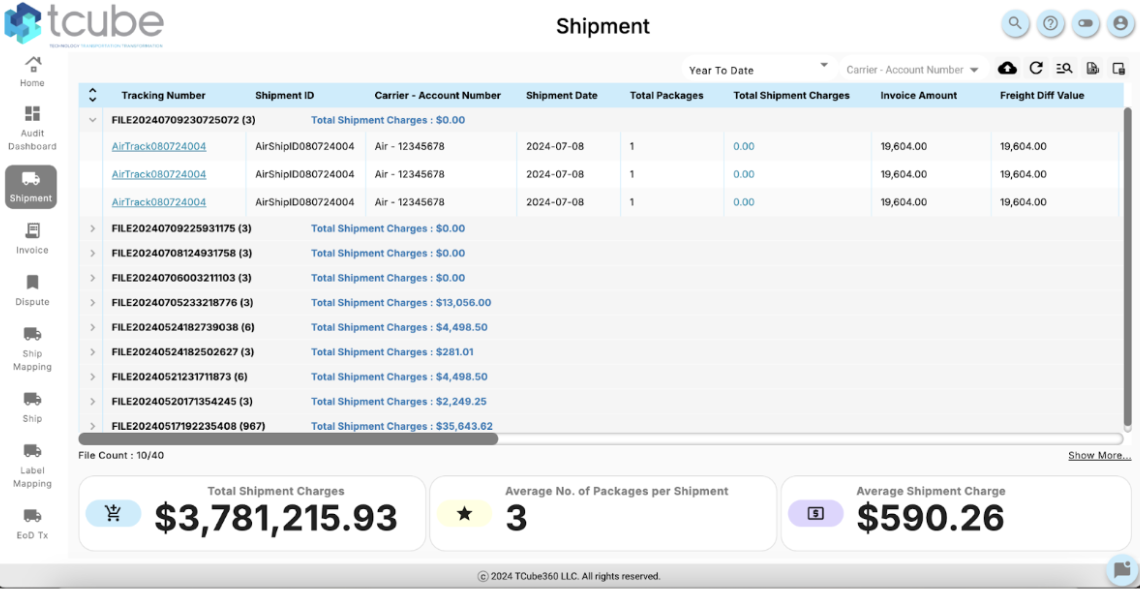 tcube
TECHNOLOGY TRANSPORTATION TRANSFORMATION
Shipment
Home
Audit
Dashboard
Shipment
Invoice
Dispute
Ship
Mapping
Ship
Label
Mapping
EoD Tx
Year To Date
Carrier - Account Number
Tracking Number Shipment ID Carrier - Account Number Shipment Date Total Packages Total Shipment Charges Invoice Amount Freight Diff Value
FILE20240709230725072 (3) Total Shipment Charges : $0.00
AirTrack080724004 AirShipID080724004 Air - 12345678 2024-07-08 1 0.00 19,604.00 19,604.00
AirTrack080724004 AirShipID080724004 Air - 12345678 2024-07-08 1 0.00 19,604.00 19,604.00
AirTrack080724004 AirShipID080724004 Air - 12345678 2024-07-08 1 0.00 19,604.00 19,604.00
FILE20240709225931175 (3) Total Shipment Charges : $0.00
FILE20240708124931758 (3) Total Shipment Charges : $0.00
FILE20240706003211103 (3) Total Shipment Charges : $0.00
FILE20240705233218776 (3) Total Shipment Charges : $13,056.00
FILE20240524182739038 (6) Total Shipment Charges : $4,498.50
FILE20240524182502627 (3) Total Shipment Charges : $281.01
FILE20240521231711873 (6) Total Shipment Charges : $4,498.50
FILE20240520171354245 (3) Total Shipment Charges : $2,249.25
FILE20240517192235408 (967) Total Shipment Charges : $35,643.62
File Count : 10/40
Show More...
Total Shipment Charges
$3,781,215.93
Average No. of Packages per Shipment
3
Average Shipment Charge
$590.26
© 2024 TCube360 LLC. All rights reserved.